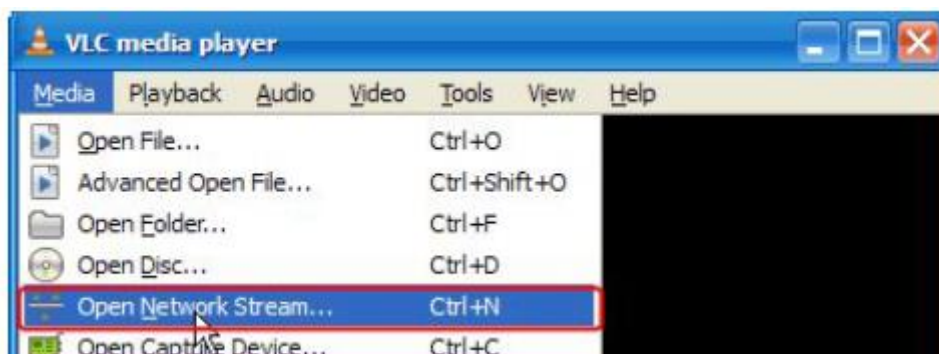 VLC media player
Media Playback Audio Video Tools View Help
Open File... Ctrl+O
Advanced Open File... Ctrl+Shift+O
Open Folder... Ctrl+F
Open Disc... Ctrl+D
Open Network Stream... Ctrl+N
Open Capture Device... Ctrl+C